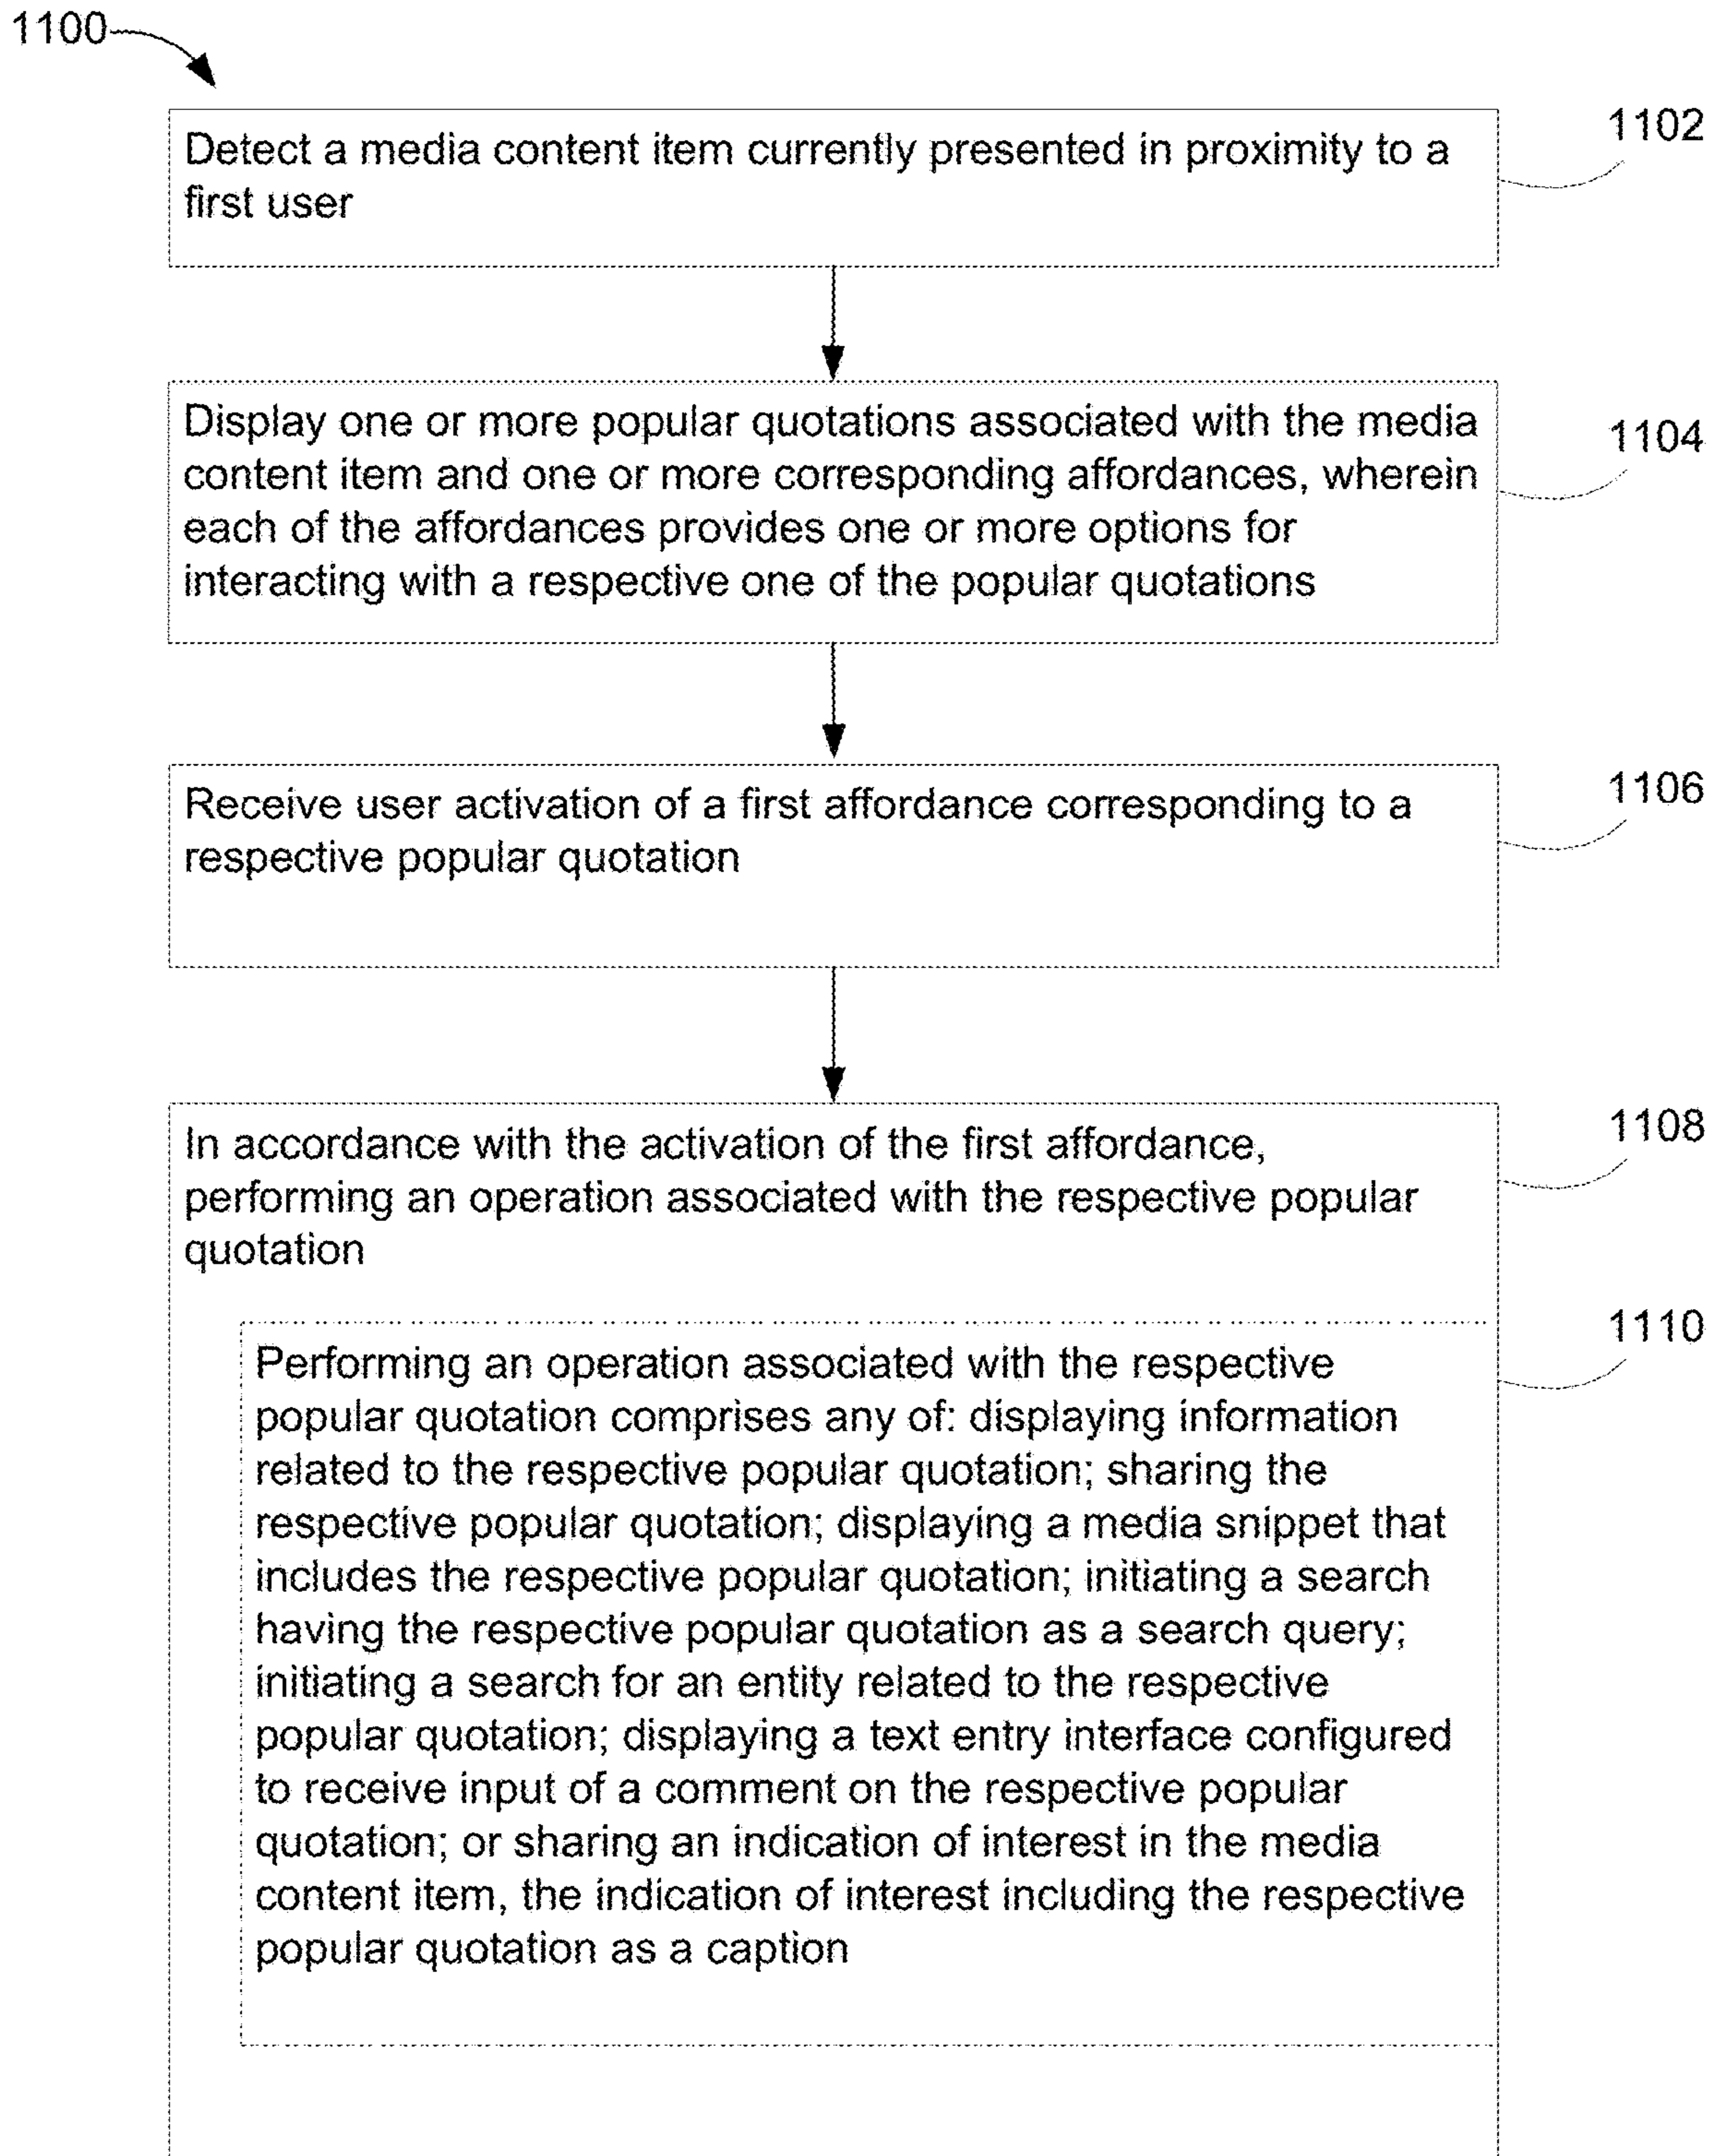 1100
Detect a media content item currently presented in proximity to a
first user
1102
Display one or more popular quotations associated with the media
content item and one or more corresponding affordances, wherein
each of the affordances provides one or more options for
interacting with a respective one of the popular quotations
1104
Receive user activation of a first affordance corresponding to a
respective popular quotation
1106
In accordance with the activation of the first affordance,
performing an operation associated with the respective popular
quotation
1108
Performing an operation associated with the respective
popular quotation comprises any of: displaying information
related to the respective popular quotation; sharing the
respective popular quotation; displaying a media snippet that
includes the respective popular quotation; initiating a search
having the respective popular quotation as a search query;
initiating a search for an entity related to the respective
popular quotation; displaying a text entry interface configured
to receive input of a comment on the respective popular
quotation; or sharing an indication of interest in the media
content item, the indication of interest including the respective
popular quotation as a caption
1110